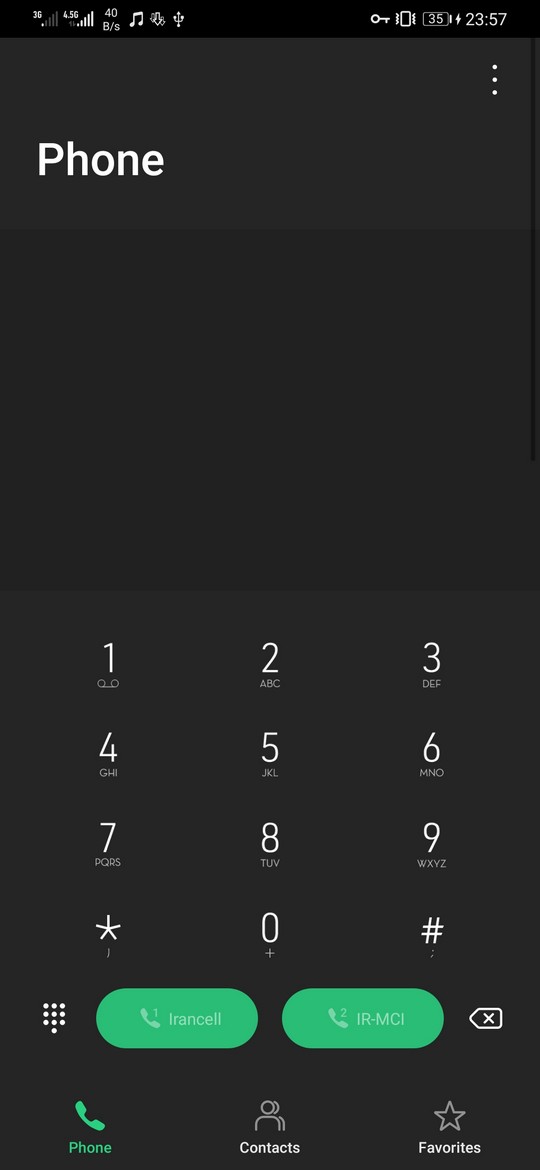 3G 4.5G 40 B/s 35 23:57
Phone
1 2 3
ABC DEF
4 5 6
GHI JKL MNO
7 8 9
PQRS TUV WXYZ
* 0 #
) + ;
1 Irancell 2 IR-MCI
Phone Contacts Favorites